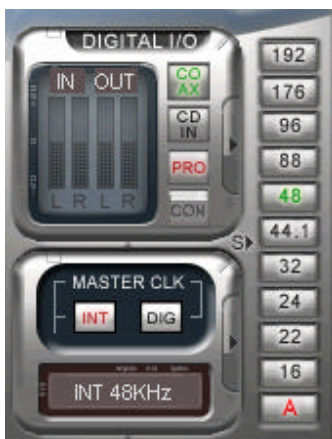 DIGITAL I/O
IN OUT
L R L R
CO
AX
CD
IN
PRO
CON
MASTER CLK
INT DIG
INT 48KHz
S
192
176
96
88
48
44.1
32
24
22
16
A